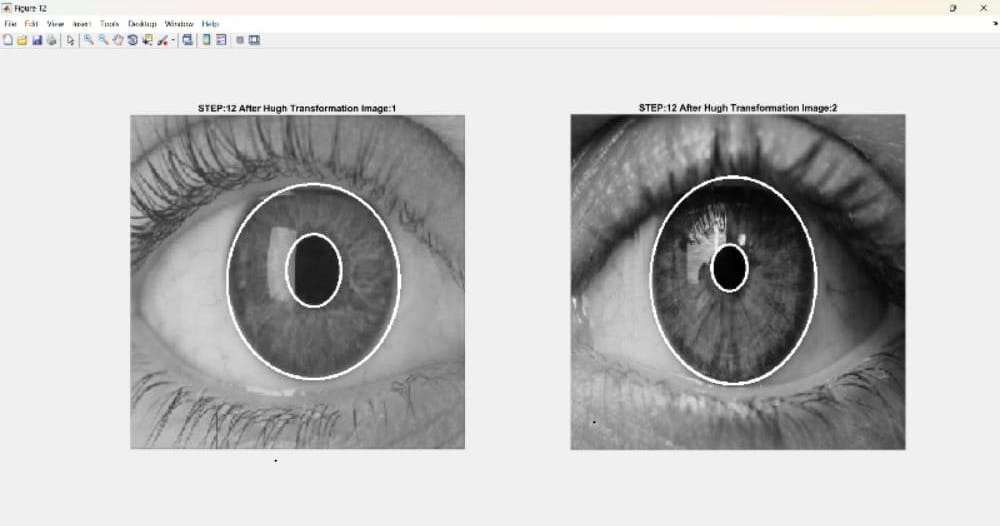 Figure 12
File Edit View Insert Tools Desktop Window Help
STEP:12 After Hugh Transformation Image:1
STEP:12 After Hugh Transformation Image:2